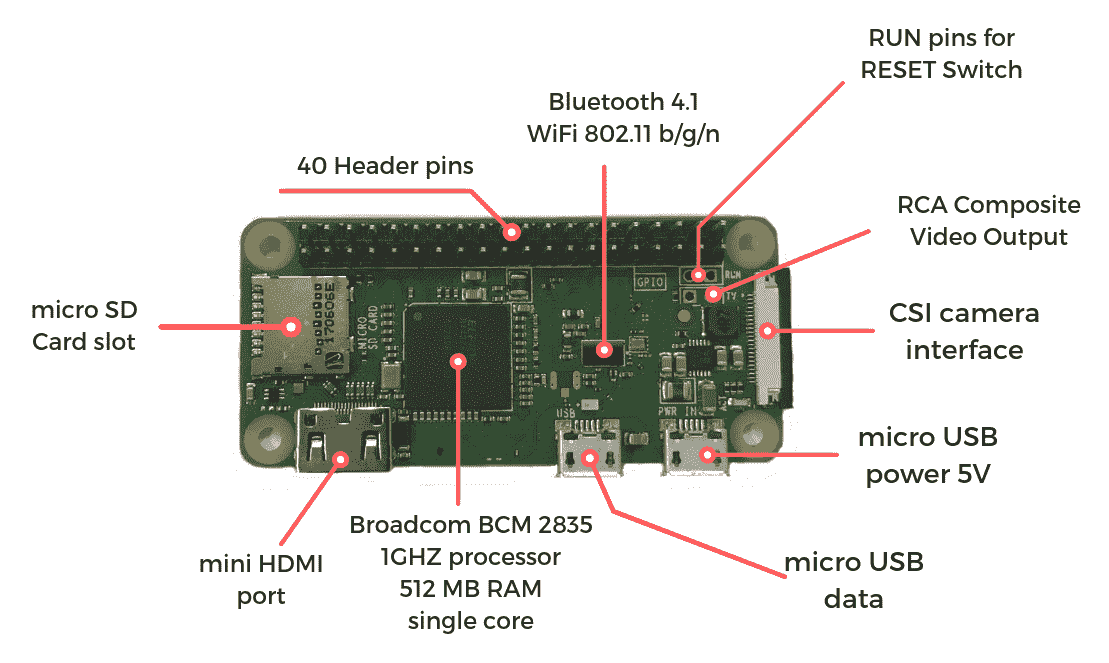 RUN pins for
RESET Switch
Bluetooth 4.1
WiFi 802.11 b/g/n
40 Header pins
RCA Composite
Video Output
micro SD
Card slot
CSI camera
interface
micro USB
power 5V
mini HDMI
port
Broadcom BCM 2835
1GHZ processor
512 MB RAM
single core
micro USB
data
RUN
GPIO
TV
170606E
MICRO
SD CARD
USB
PWR IN
ACT